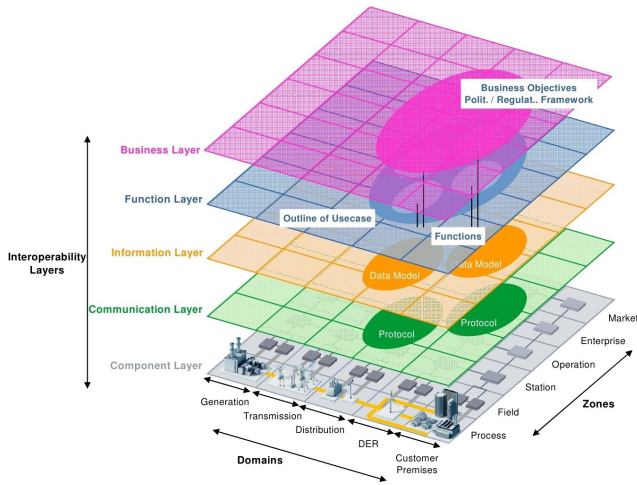 Business Objectives
Polit. / Regulat.. Framework
Business Layer
Function Layer
Outline of Usecase
Functions
Information Layer
Data Model
Data Model
Interoperability
Layers
Communication Layer
Protocol
Protocol
Component Layer
Market
Enterprise
Operation
Station
Field
Process
Zones
Generation
Transmission
Distribution
DER
Customer
Premises
Domains